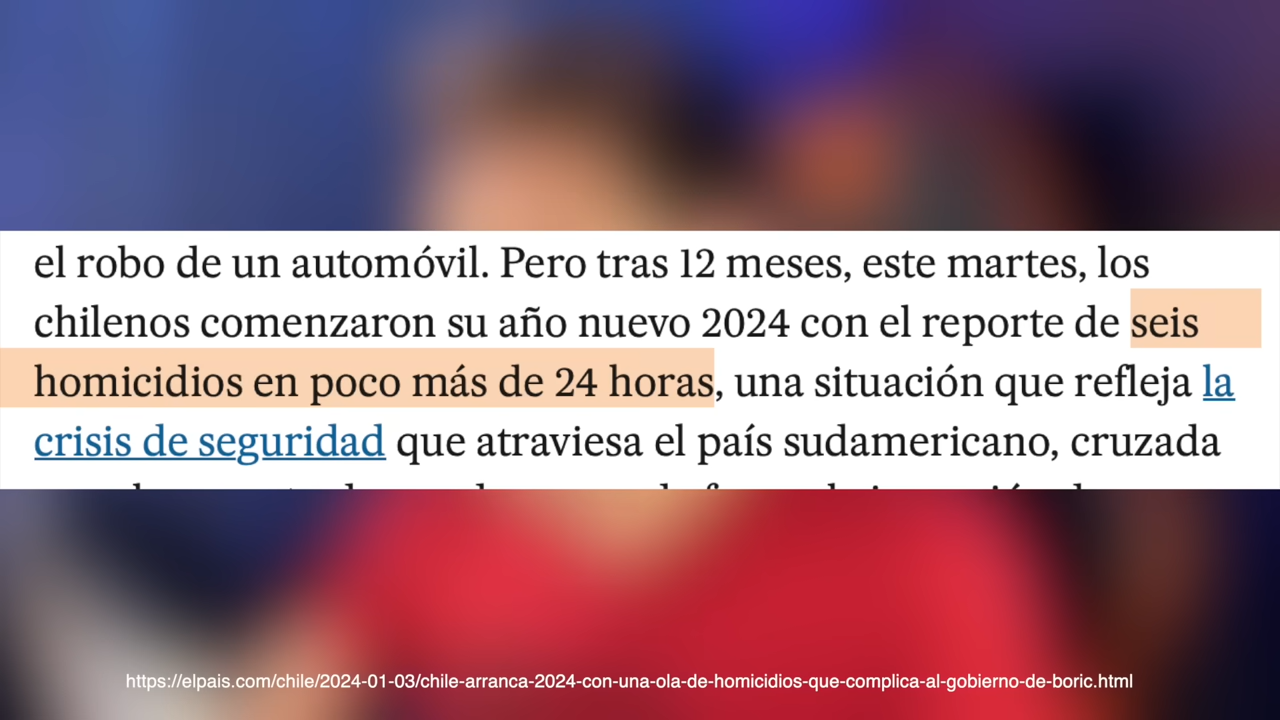 el robo de un automóvil. Pero tras 12 meses, este martes, los
chilenos comenzaron su año nuevo 2024 con el reporte de seis
homicidios en poco más de 24 horas, una situación que refleja la
crisis de seguridad que atraviesa el país sudamericano, cruzada
https://elpais.com/chile/2024-01-03/chile-arranca-2024-con-una-ola-de-homicidios-que-complica-al-gobierno-de-boric.html